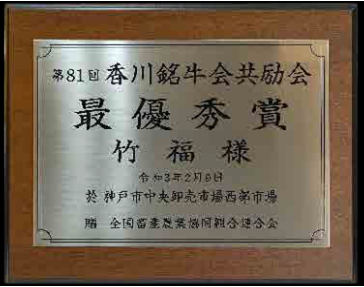 第81回 香川銘牛会共励会
最優秀賞
竹福様
令和3年2月9日
於 神戸市中央卸売市場西部市場
贈 全国畜産農業協同組合連合会